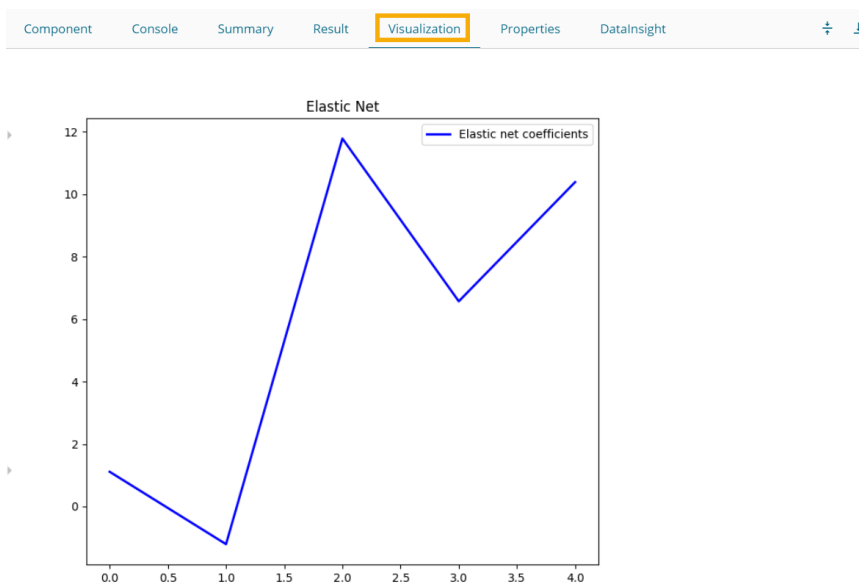 Component Console Summary Result Visualization Properties DataInsight
Elastic Net
Elastic net coefficients
12
10
8
6
4
2
0
0.0 0.5 1.0 1.5 2.0 2.5 3.0 3.5 4.0